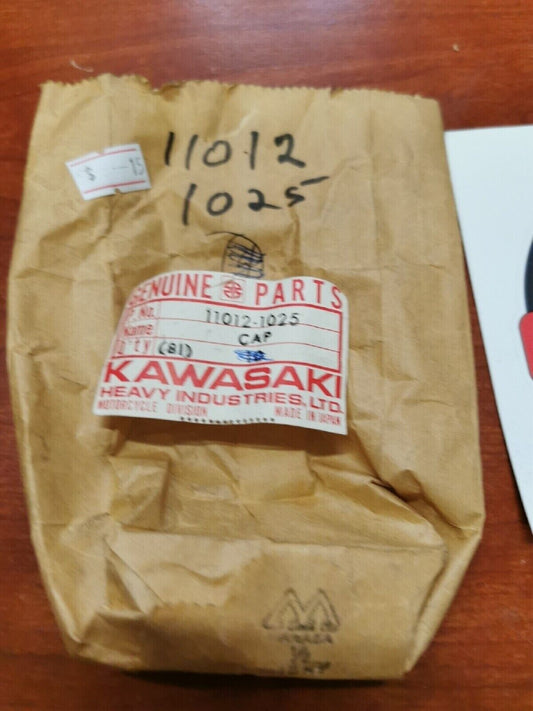 11012
1025
$ 15
GENUINE PARTS
P. No. 11012-1025
Name CAP
Q'ty (81)
KAWASAKI
HEAVY INDUSTRIES, LTD.
MOTORCYCLE DIVISION MADE IN JAPAN